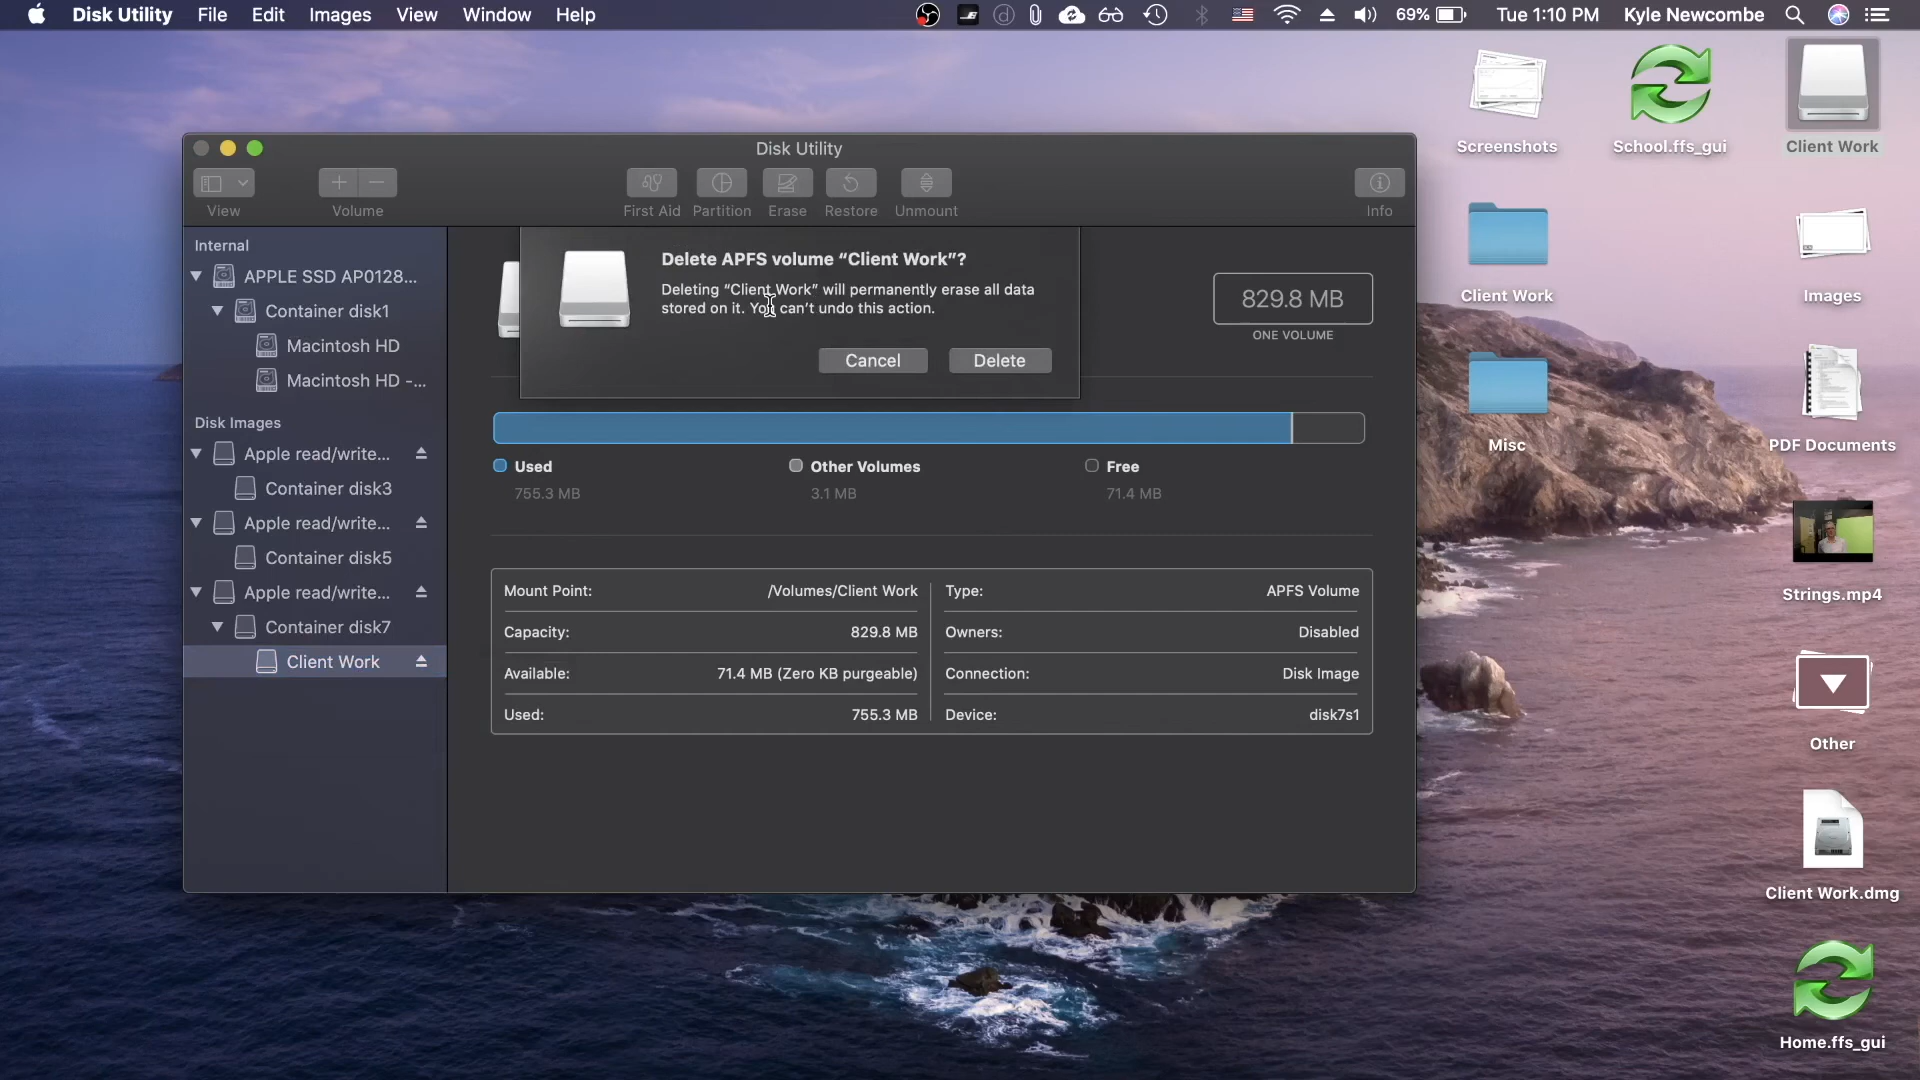 Disk Utility File Edit Images View Window Help
69% Tue 1:10 PM Kyle Newcombe
Disk Utility
View
Volume
First Aid
Partition
Erase
Restore
Unmount
Info
Internal
APPLE SSD AP0128...
Container disk1
Macintosh HD
Macintosh HD -...
Disk Images
Apple read/write...
Container disk3
Apple read/write...
Container disk5
Apple read/write...
Container disk7
Client Work
Delete APFS volume “Client Work”?
Deleting “Client Work” will permanently erase all data
stored on it. You can’t undo this action.
Cancel
Delete
829.8 MB
ONE VOLUME
Used
755.3 MB
Other Volumes
3.1 MB
Free
71.4 MB
Mount Point: /Volumes/Client Work
Capacity: 829.8 MB
Available: 71.4 MB (Zero KB purgeable)
Used: 755.3 MB
Type: APFS Volume
Owners: Disabled
Connection: Disk Image
Device: disk7s1
Screenshots
School.ffs_gui
Client Work
Client Work
Images
Misc
PDF Documents
Strings.mp4
Other
Client Work.dmg
Home.ffs_gui